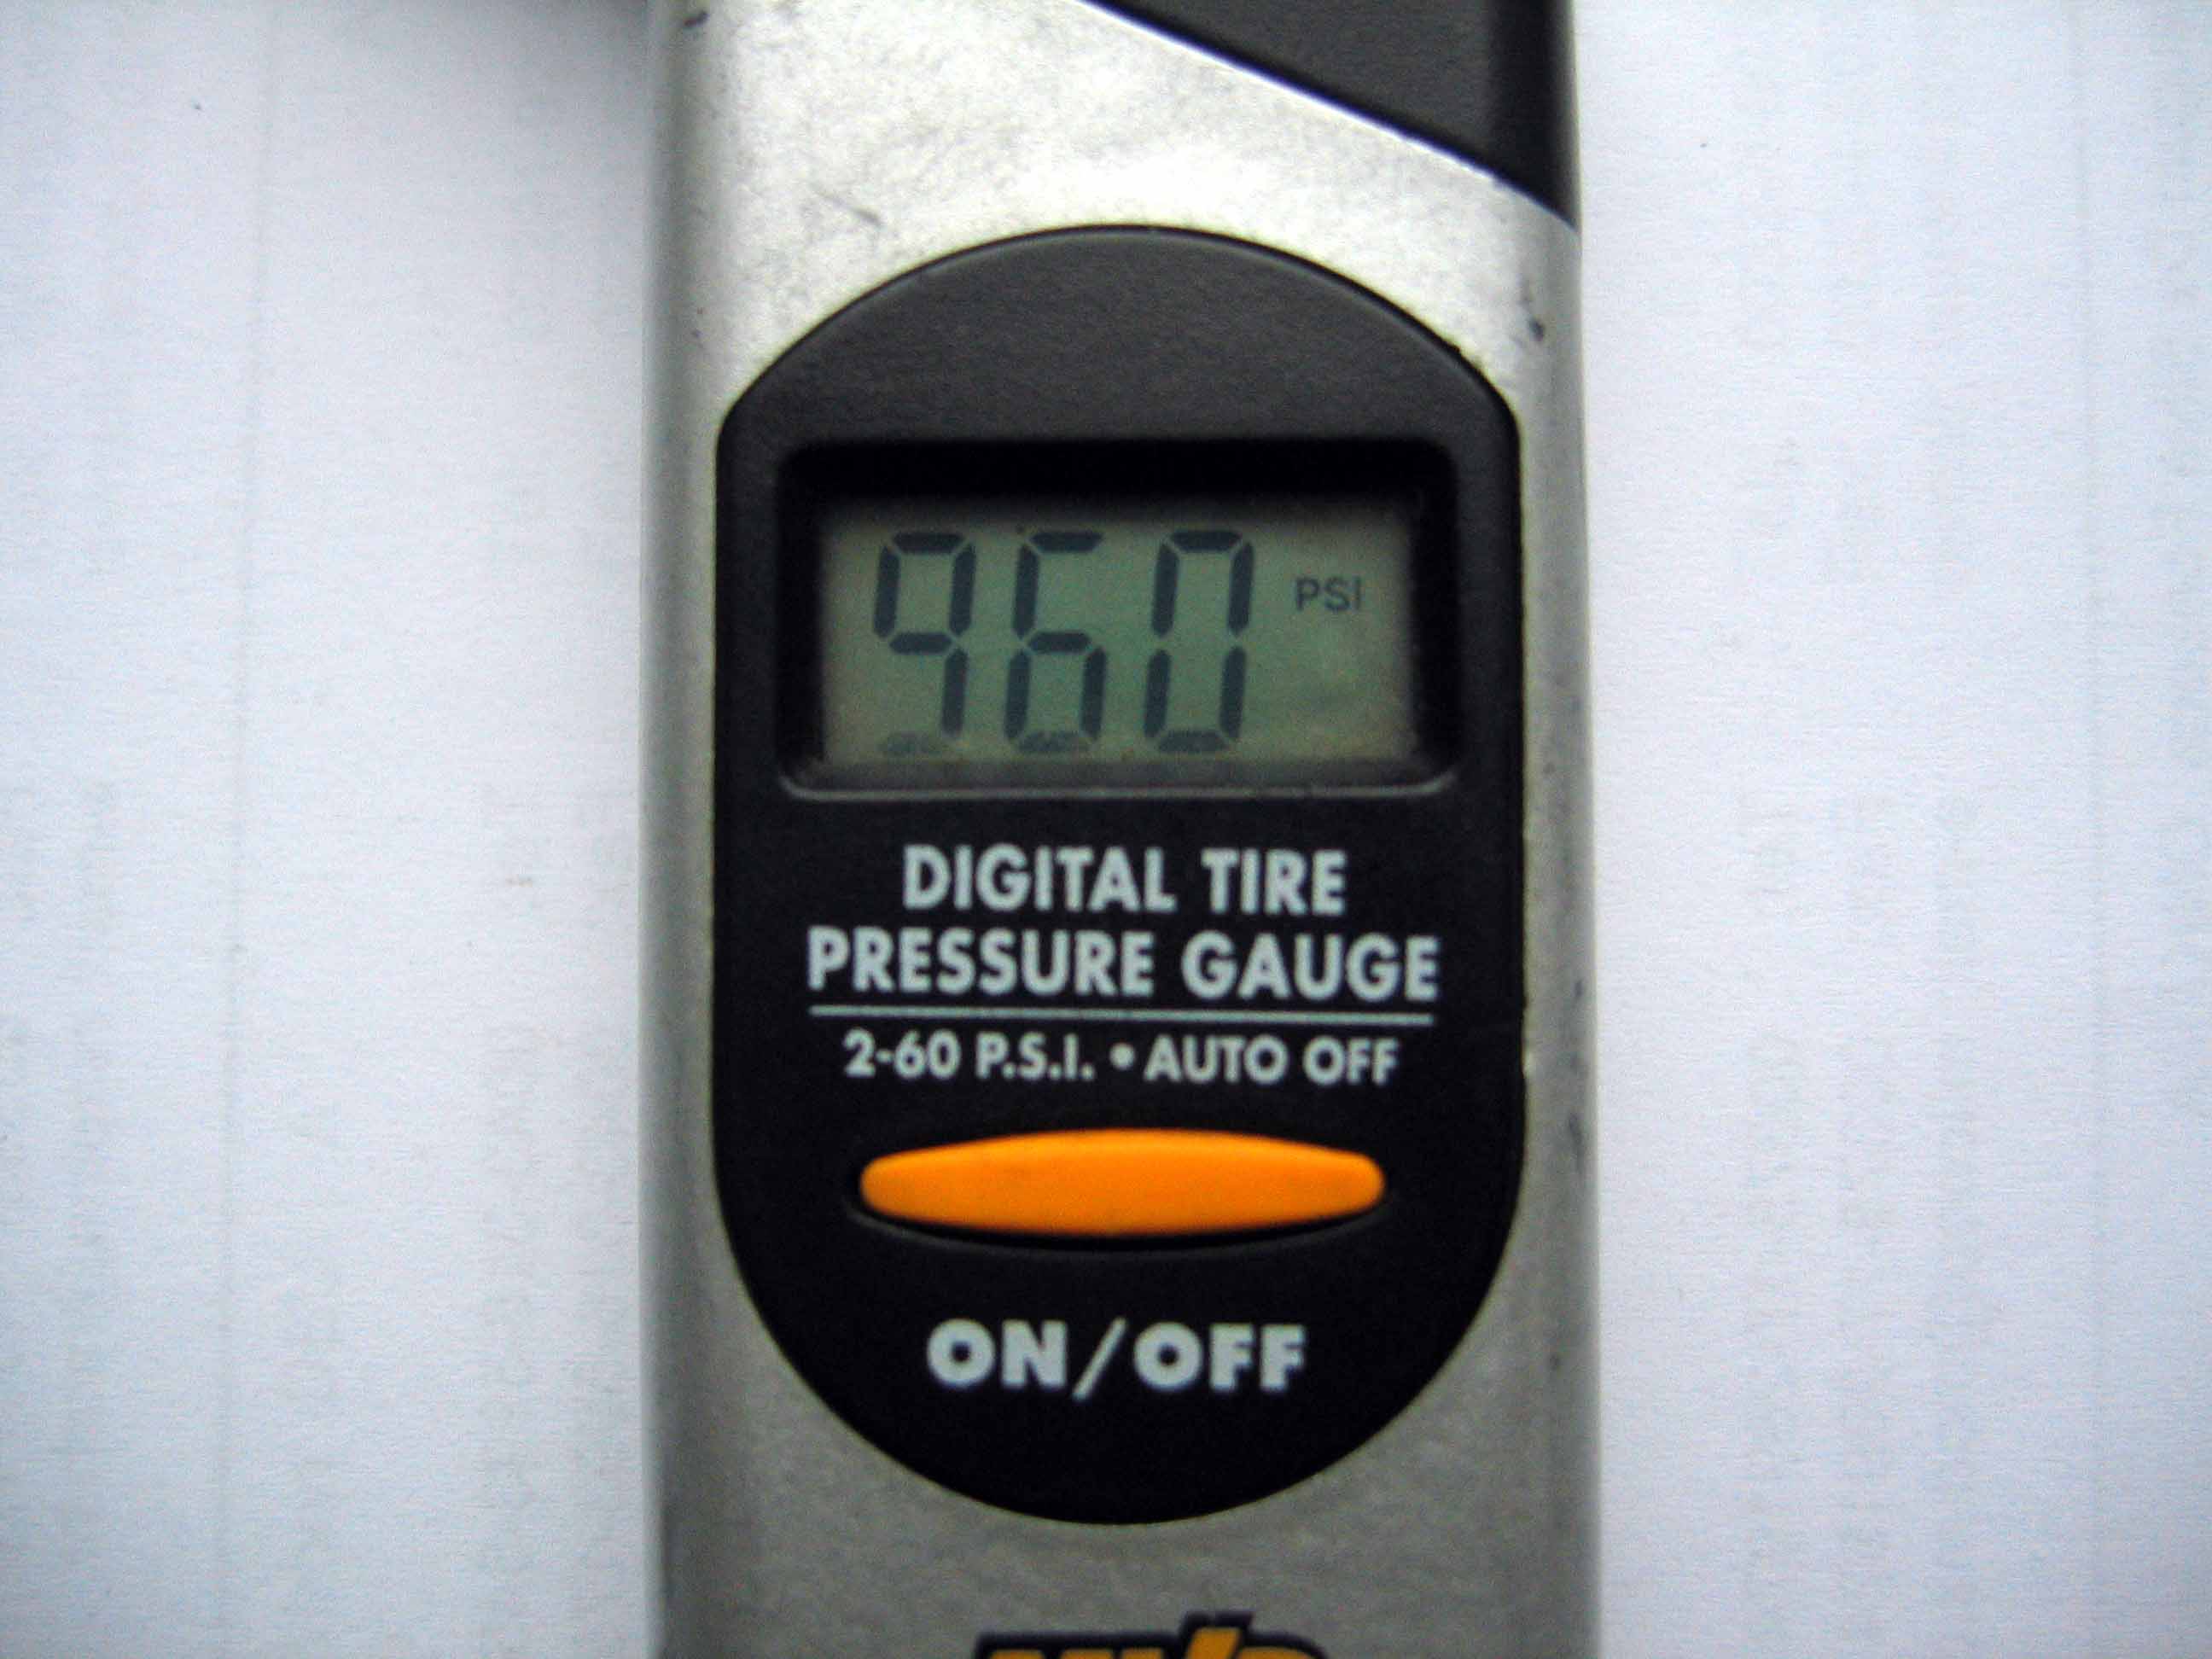 960 PSI
DIGITAL TIRE
PRESSURE GAUGE
2-60 P.S.I. • AUTO OFF
ON/OFF